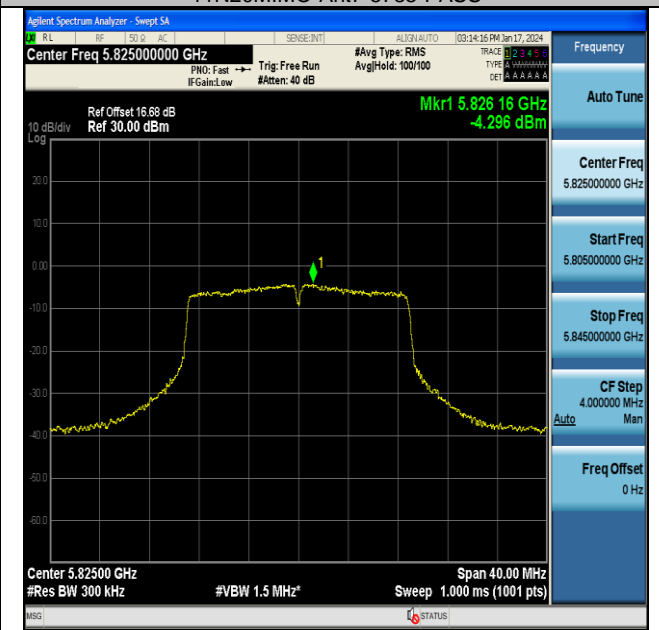 Agilent Spectrum Analyzer - Swept SA
RL RF 50 Ω AC SENSE:INT ALIGN AUTO 03:14:16 PM Jan 17, 2024
Center Freq 5.825000000 GHz
PNO: Fast
IFGain:Low
Trig: Free Run
#Atten: 40 dB
#Avg Type: RMS
Avg|Hold: 100/100
TRACE 1 2 3 4 5 6
TYPE A WWWWW
DET A A A A A A
Frequency
Ref Offset 16.68 dB
10 dB/div Ref 30.00 dBm
Log
Mkr1 5.826 16 GHz
-4.296 dBm
20.0
10.0
0.00
-10.0
-20.0
-30.0
-40.0
-50.0
-60.0
1
Center 5.82500 GHz
Span 40.00 MHz
#Res BW 300 kHz
#VBW 1.5 MHz*
Sweep 1.000 ms (1001 pts)
MSG
STATUS
Auto Tune
Center Freq
5.825000000 GHz
Start Freq
5.805000000 GHz
Stop Freq
5.845000000 GHz
CF Step
4.000000 MHz
Auto Man
Freq Offset
0 Hz